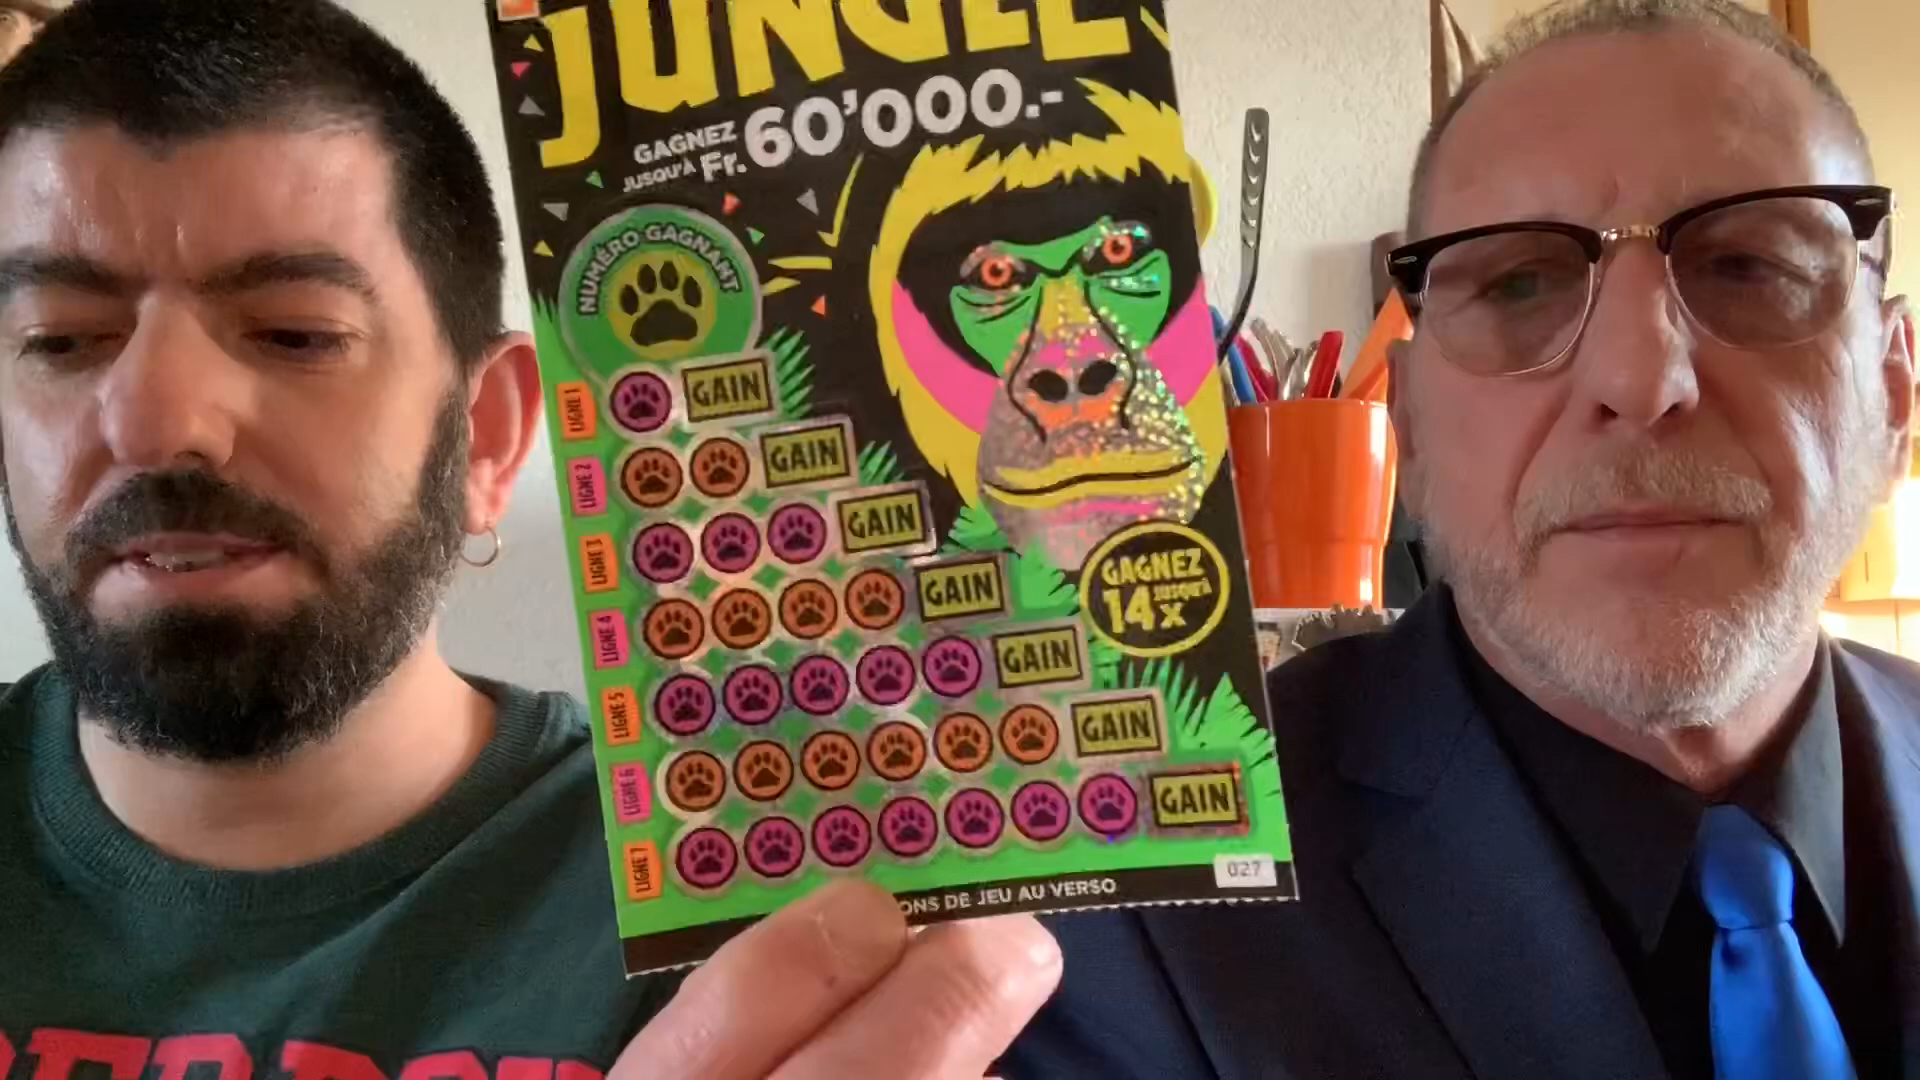 JUNGLE
GAGNEZ
JUSQU'À Fr. 60'000.-
NUMÉRO GAGNANT
LIGNE 1 GAIN
LIGNE 2 GAIN
LIGNE 3 GAIN
LIGNE 4 GAIN
LIGNE 5 GAIN
LIGNE 6 GAIN
LIGNE 7 GAIN
GAGNEZ
JUSQU'À
14x
027
ONS DE JEU AU VERSO